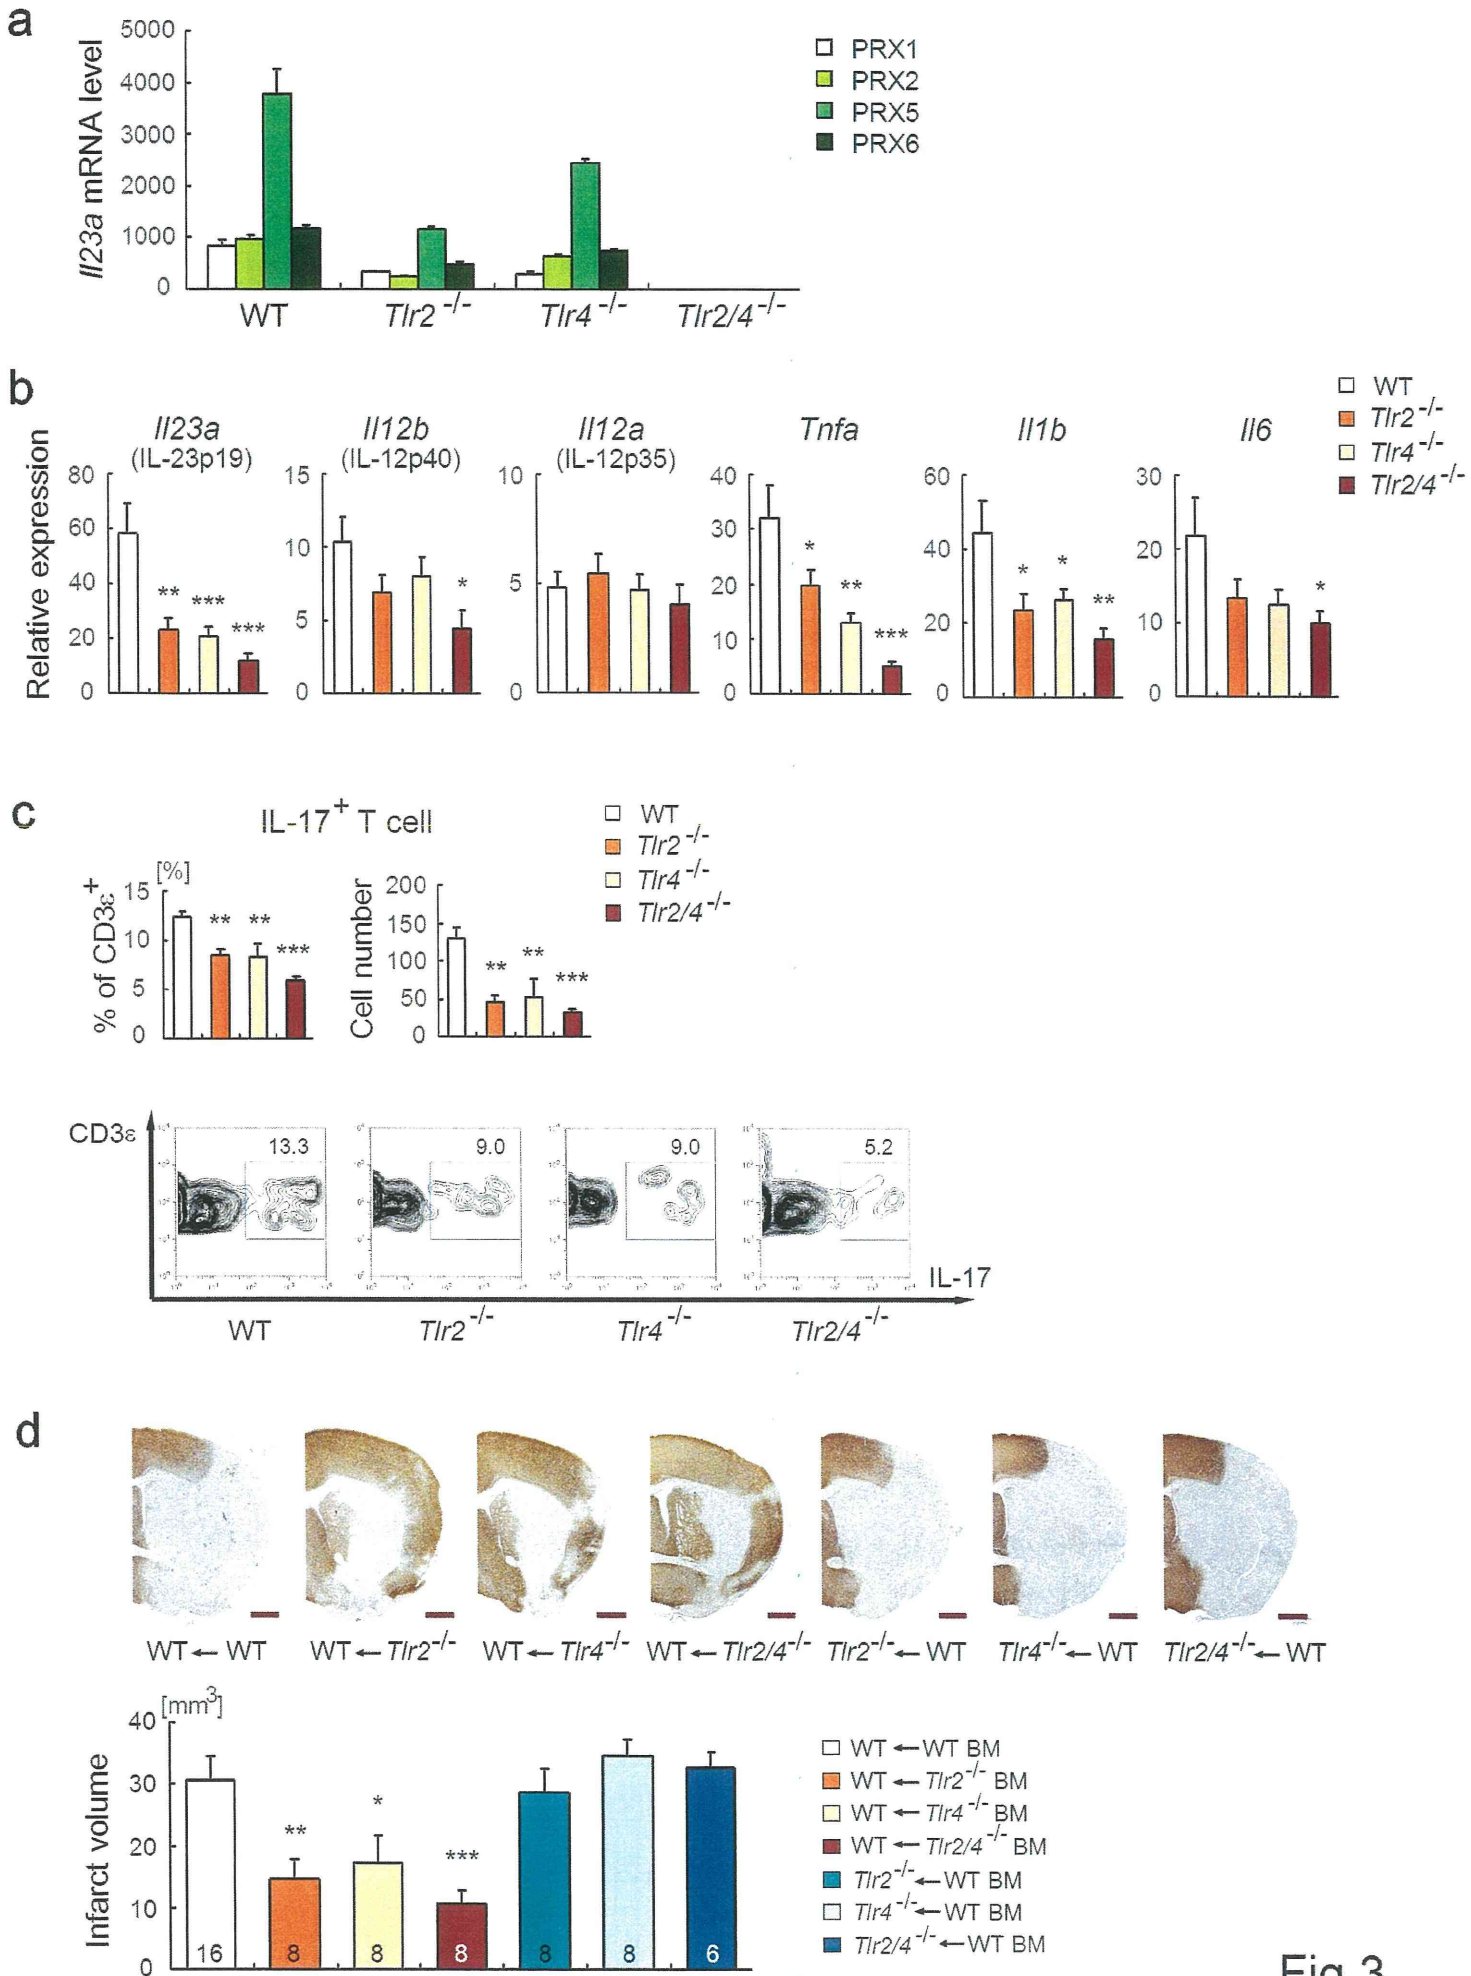 a
5000
4000
3000
2000
1000
0
Il23a mRNA level
PRX1
PRX2
PRX5
PRX6
WT
Tlr2 -/-
Tlr4 -/-
Tlr2/4 -/-
b
WT
Tlr2 -/-
Tlr4 -/-
Tlr2/4 -/-
Relative expression
Il23a
(IL-23p19)
80
60
40
20
0
** *** ***
Il12b
(IL-12p40)
15
10
5
0
*
Il12a
(IL-12p35)
10
5
0
Tnfa
40
30
20
10
0
* ** ***
Il1b
60
40
20
0
* * **
Il6
30
20
10
0
*
c
IL-17+ T cell
WT
Tlr2 -/-
Tlr4 -/-
Tlr2/4 -/-
[%]
% of CD3ε+
15
10
5
0
** ** ***
Cell number
200
150
100
50
0
** ** ***
CD3ε
13.3
9.0
9.0
5.2
IL-17
WT
Tlr2 -/-
Tlr4 -/-
Tlr2/4 -/-
d
WT ← WT
WT ← Tlr2 -/-
WT ← Tlr4 -/-
WT ← Tlr2/4 -/-
Tlr2 -/- ← WT
Tlr4 -/- ← WT
Tlr2/4 -/- ← WT
[mm3]
Infarct volume
40
30
20
10
0
** * ***
16 8 8 8 8 8 6
WT ← WT BM
WT ← Tlr2 -/- BM
WT ← Tlr4 -/- BM
WT ← Tlr2/4 -/- BM
Tlr2 -/- ← WT BM
Tlr4 -/- ← WT BM
Tlr2/4 -/- ← WT BM
Fig 3